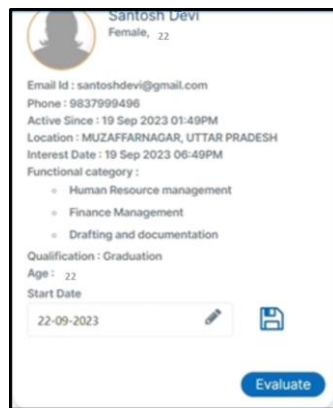 Santosh Devi
Female, 22
Email Id : santoshdevi@gmail.com
Phone : 9837999496
Active Since : 19 Sep 2023 01:49PM
Location : MUZAFFARNAGAR, UTTAR PRADESH
Interest Date : 19 Sep 2023 06:49PM
Functional category :
Human Resource management
Finance Management
Drafting and documentation
Qualification : Graduation
Age : 22
Start Date
22-09-2023
Evaluate